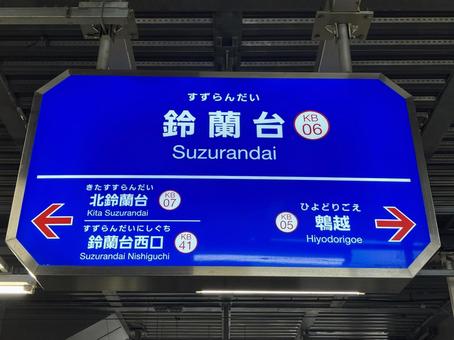 すずらんだい
鈴蘭台 KB 06
Suzurandai
きたすずらんだい
北鈴蘭台 KB 07
Kita Suzurandai
すずらんだいにしぐち
鈴蘭台西口 KB 41
Suzurandai Nishiguchi
ひよどりごえ
KB 05 鵯越
Hiyodorigoe